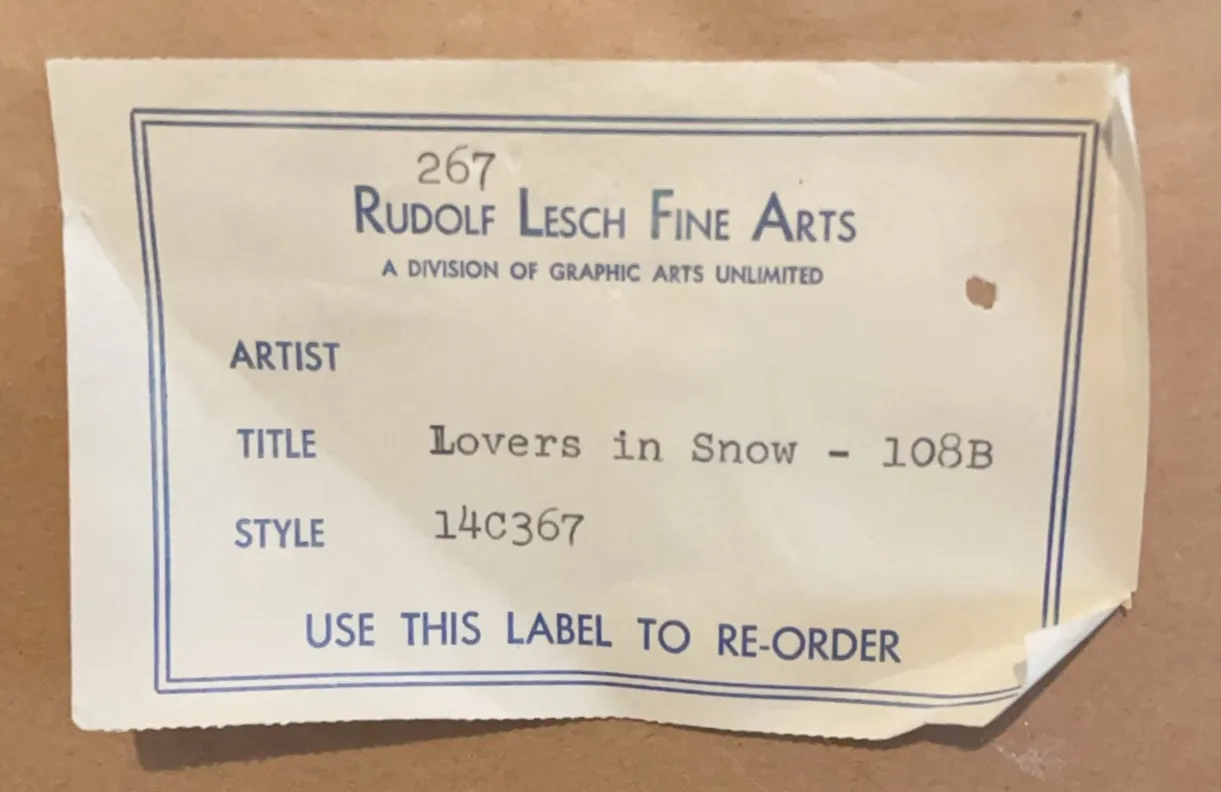 267
RUDOLF LESCH FINE ARTS
A DIVISION OF GRAPHIC ARTS UNLIMITED
ARTIST
TITLE Lovers in Snow - 108B
STYLE 14C367
USE THIS LABEL TO RE-ORDER